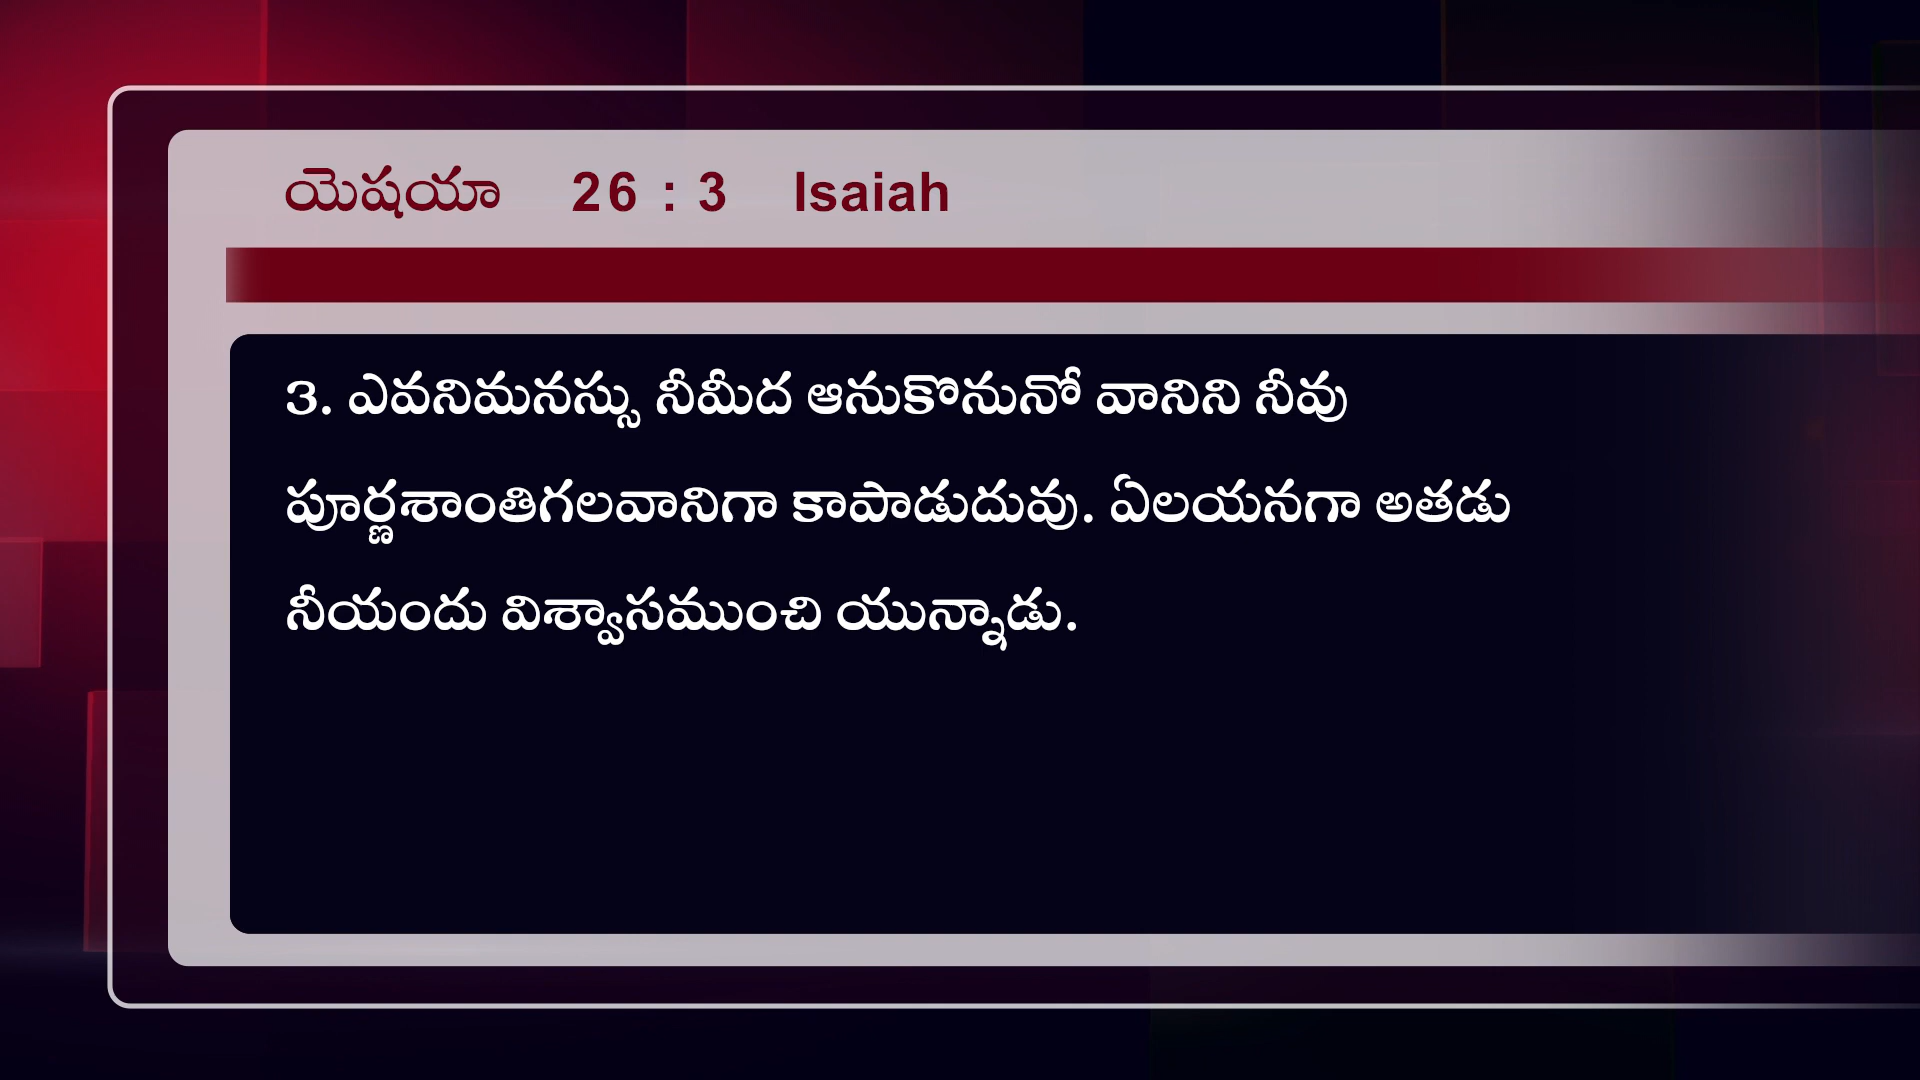 యెషయా 26 : 3 Isaiah
3. ఎవనిమనస్సు నీమీద ఆనుకొనునో వానిని నీవు
పూర్ణశాంతిగలవానిగా కాపాడుదువు. ఏలయనగా అతడు
నీయందు విశ్వాసముంచి యున్నాడు.